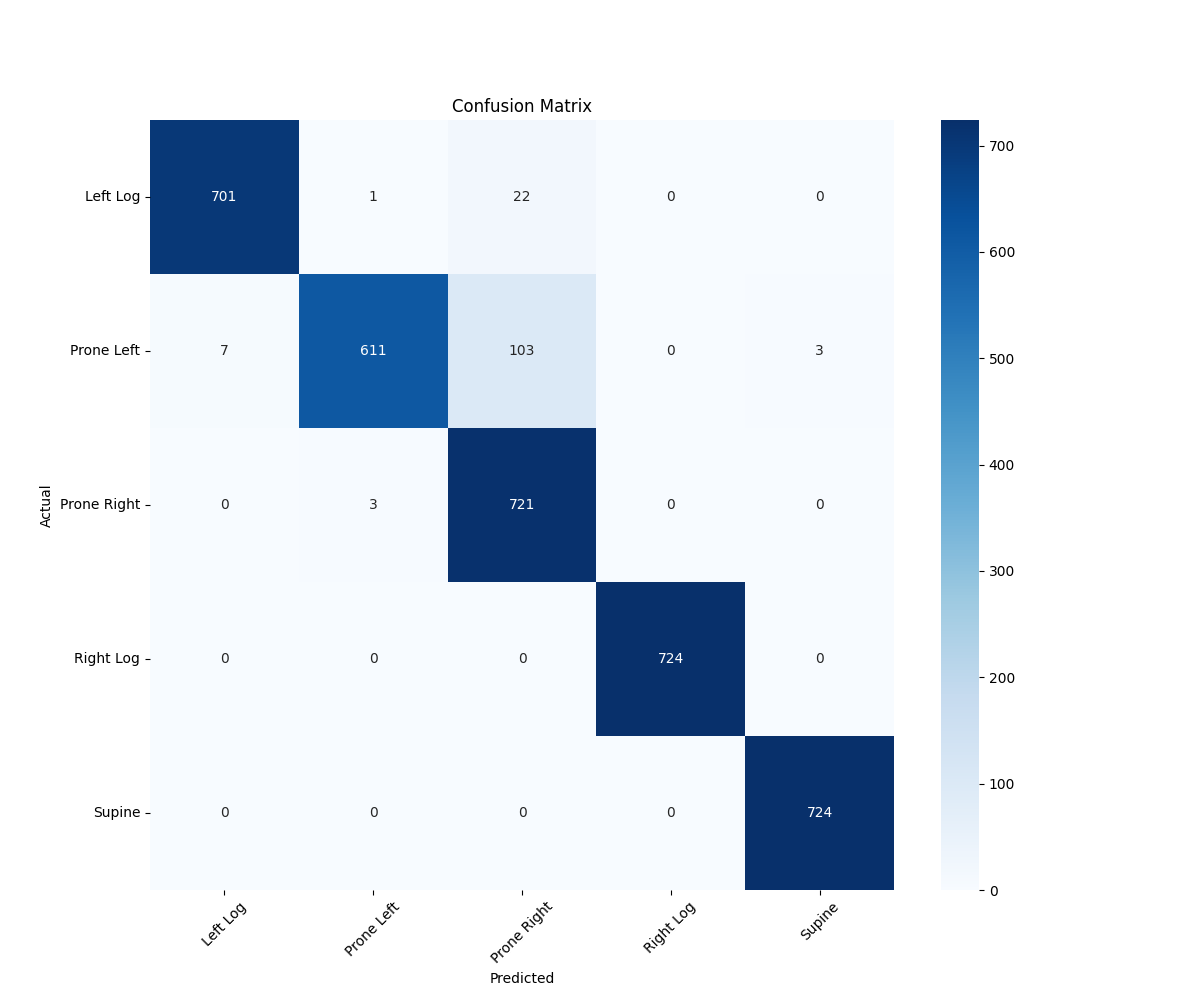 Confusion Matrix
Left Log 701 1 22 0 0
Prone Left 7 611 103 0 3
Prone Right 0 3 721 0 0
Right Log 0 0 0 724 0
Supine 0 0 0 0 724
Actual
Left Log Prone Left Prone Right Right Log Supine
Predicted
700
600
500
400
300
200
100
0